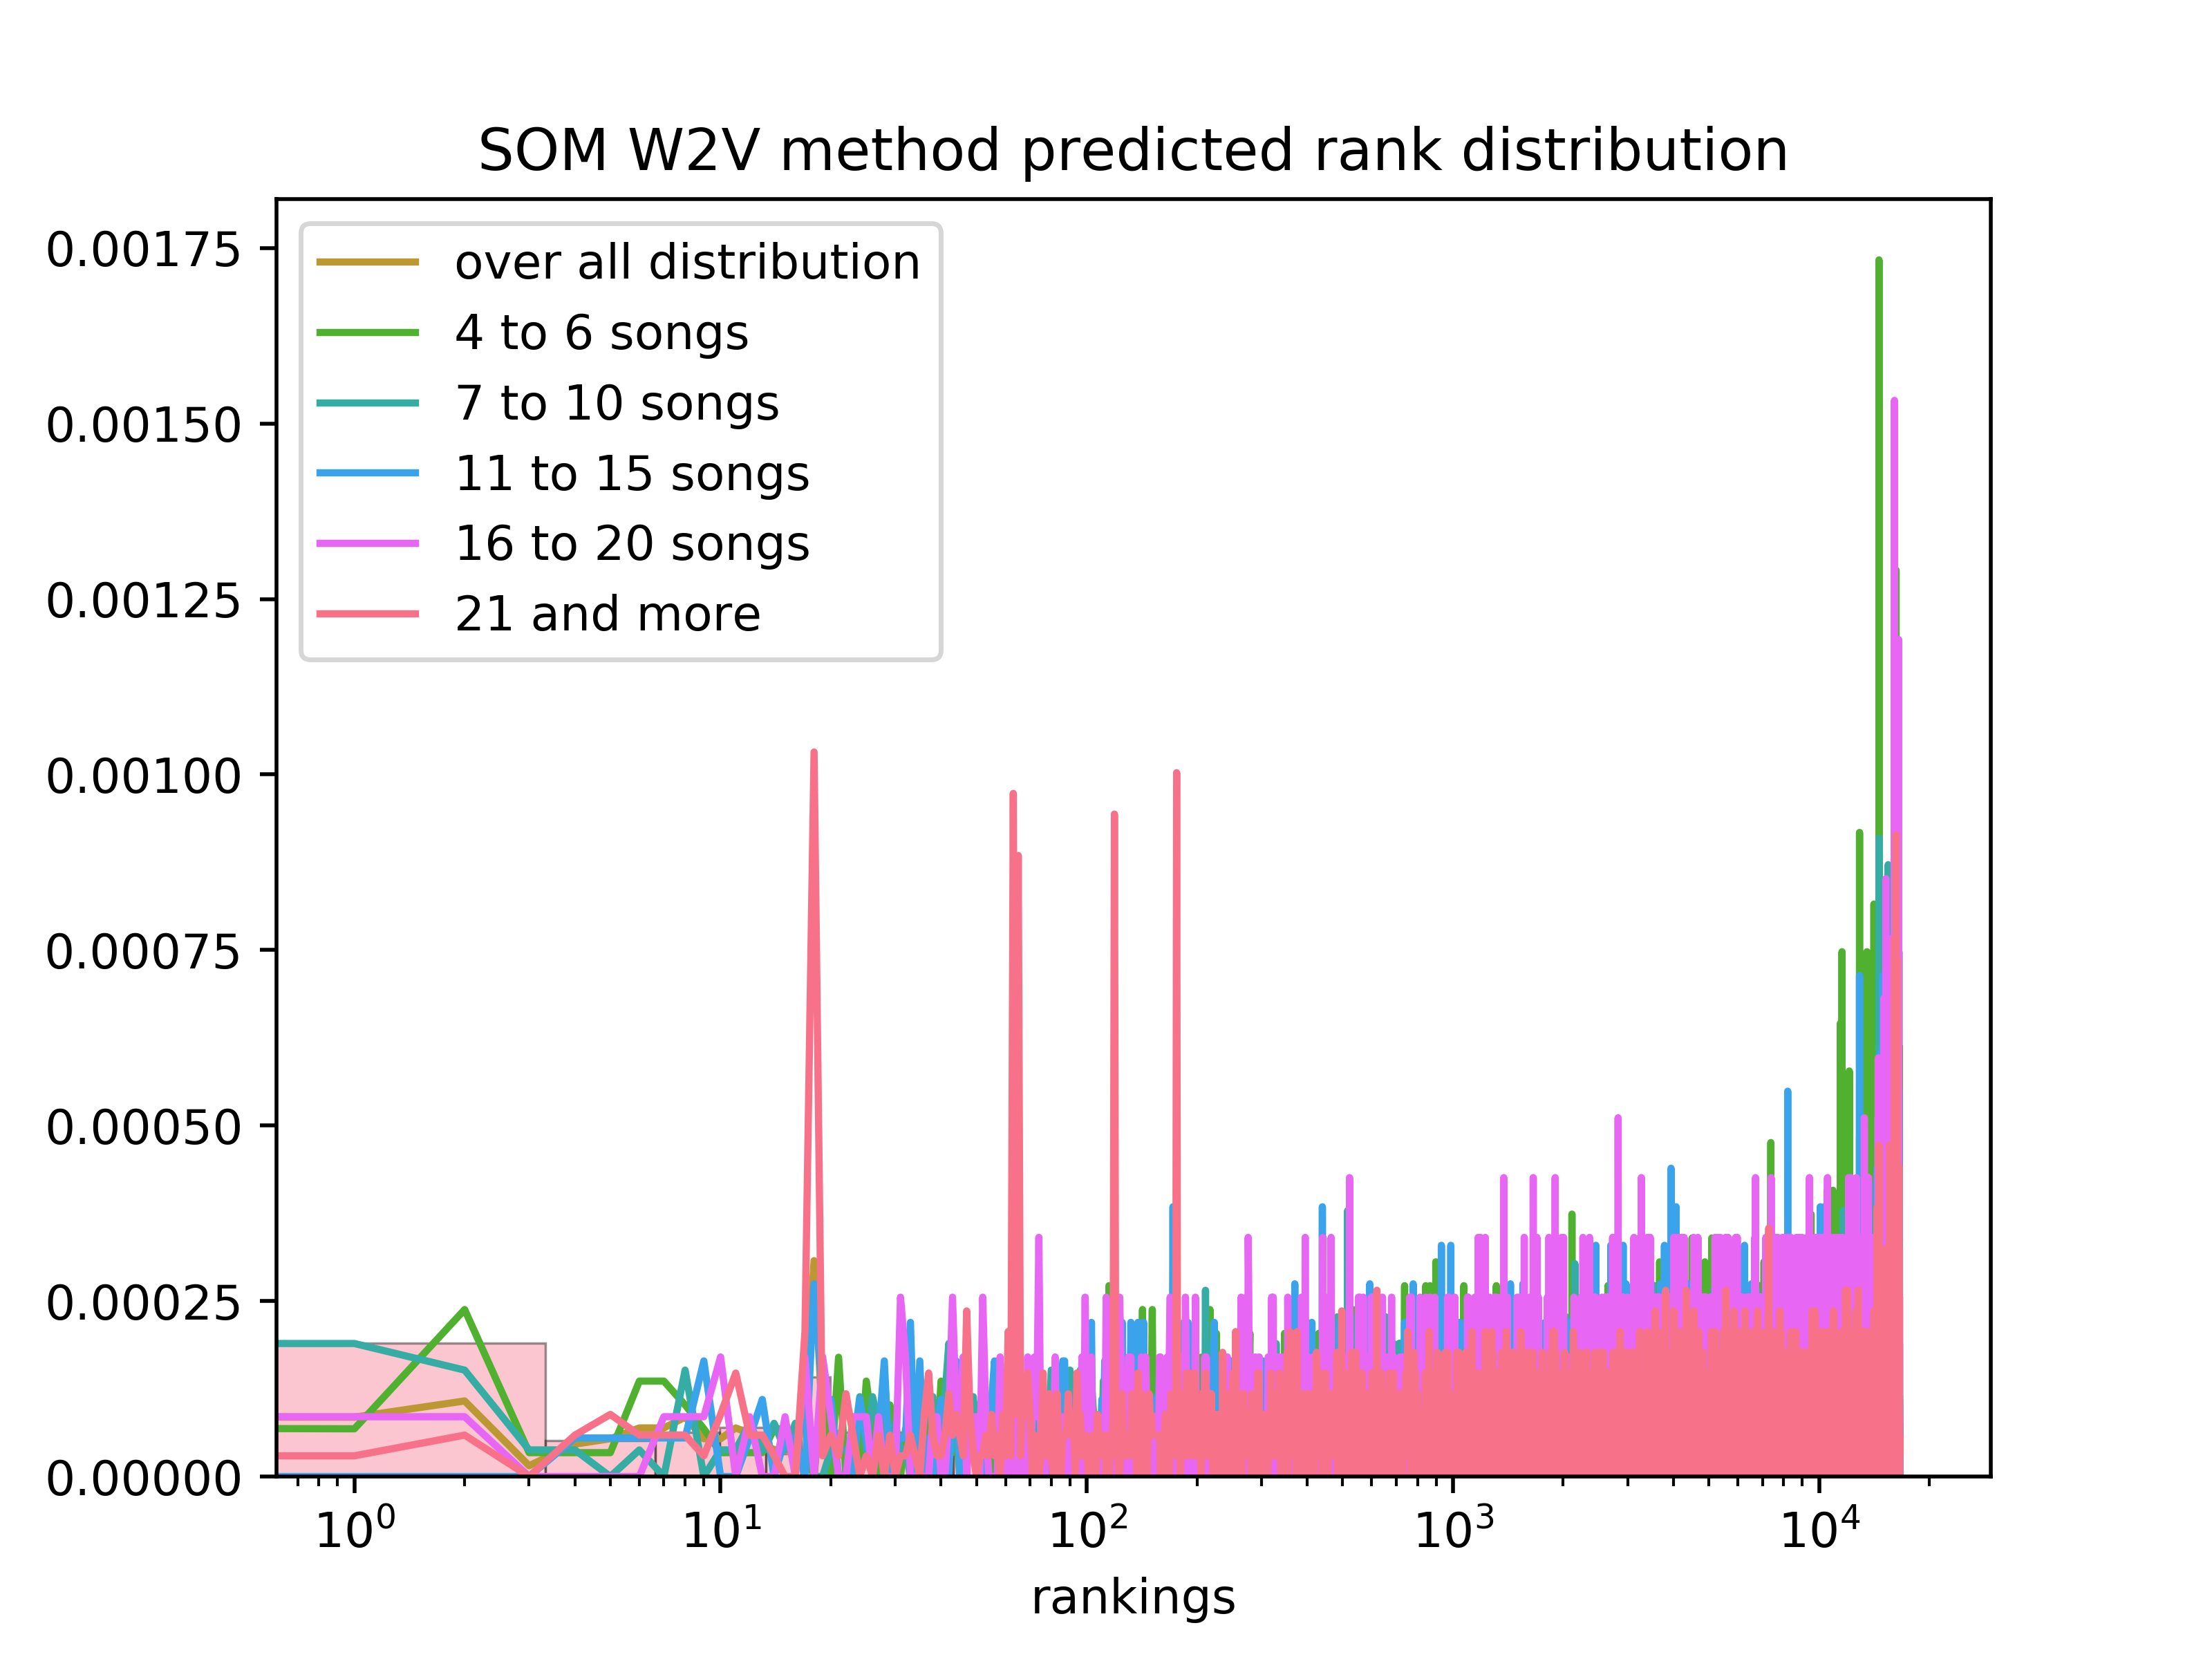 SOM W2V method predicted rank distribution
0.00175
0.00150
0.00125
0.00100
0.00075
0.00050
0.00025
0.00000
over all distribution
4 to 6 songs
7 to 10 songs
11 to 15 songs
16 to 20 songs
21 and more
10⁰ 10¹ 10² 10³ 10⁴
rankings